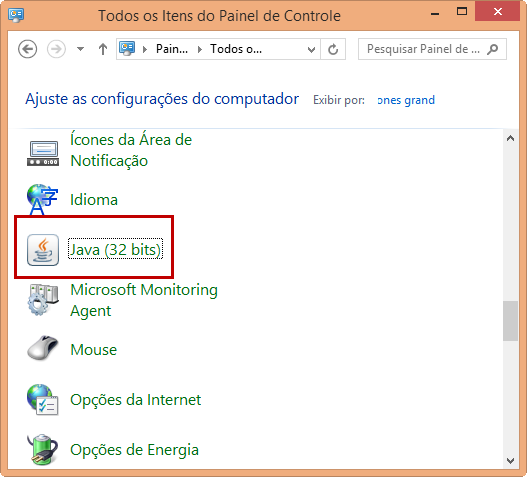 Todos os Itens do Painel de Controle
Pain... Todos o...
Pesquisar Painel de ...
Ajuste as configurações do computador
Exibir por: ones grand
Ícones da Área de
Notificação
Idioma
Java (32 bits)
Microsoft Monitoring
Agent
Mouse
Opções da Internet
Opções de Energia